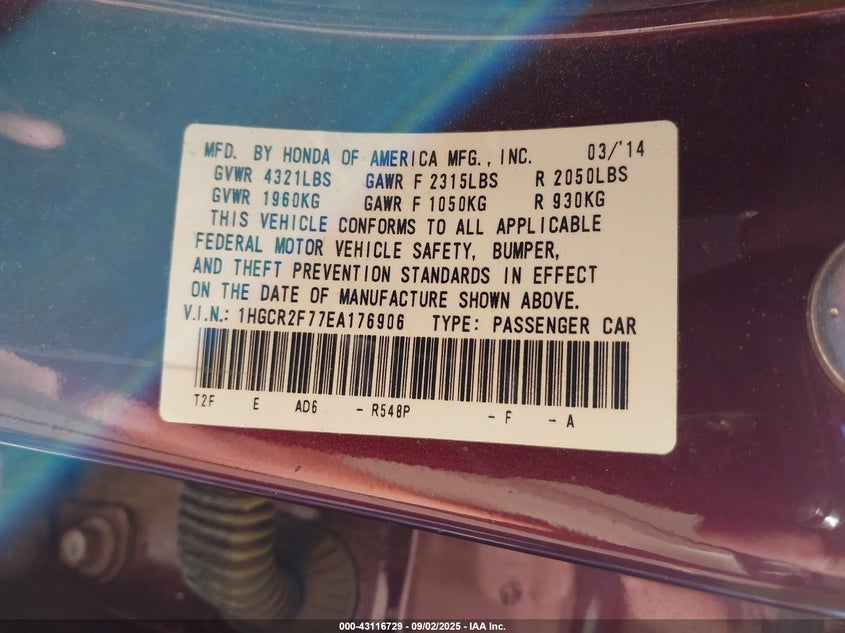 MFD. BY HONDA OF AMERICA MFG., INC. 03/'14
GVWR 4321LBS GAWR F 2315LBS R 2050LBS
GVWR 1960KG GAWR F 1050KG R 930KG
THIS VEHICLE CONFORMS TO ALL APPLICABLE
FEDERAL MOTOR VEHICLE SAFETY, BUMPER,
AND THEFT PREVENTION STANDARDS IN EFFECT
ON THE DATE OF MANUFACTURE SHOWN ABOVE.
V.I.N.: 1HGCR2F77EA176906 TYPE: PASSENGER CAR
T2F E AD6 - R548P - F - A
000-43116729 - 09/02/2025 - IAA Inc.